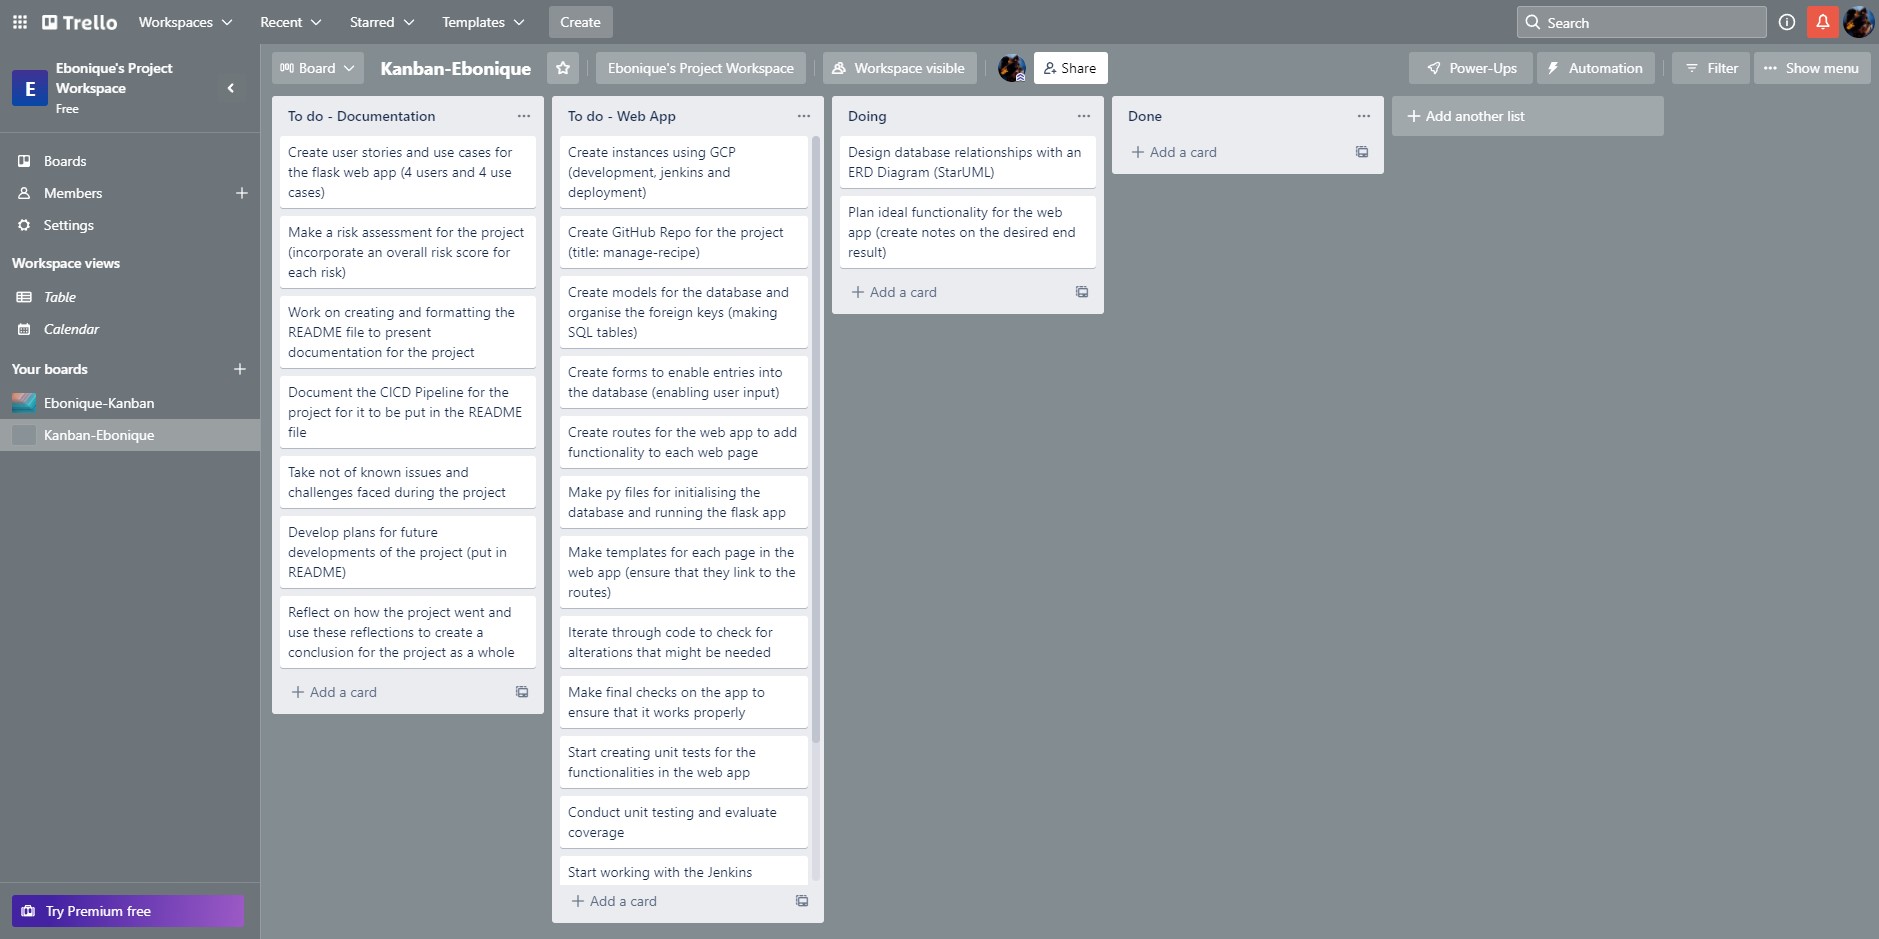 Trello
Workspaces
Recent
Starred
Templates
Create
Search
E
Ebonique's Project
Workspace
Free
Boards
Members
Settings
Workspace views
Table
Calendar
Your boards
Ebonique-Kanban
Kanban-Ebonique
Try Premium free
Board
Kanban-Ebonique
Ebonique's Project Workspace
Workspace visible
Share
Power-Ups
Automation
Filter
Show menu
To do - Documentation
Create user stories and use cases for
the flask web app (4 users and 4 use
cases)
Make a risk assessment for the project
(incorporate an overall risk score for
each risk)
Work on creating and formatting the
README file to present
documentation for the project
Document the CICD Pipeline for the
project for it to be put in the README
file
Take not of known issues and
challenges faced during the project
Develop plans for future
developments of the project (put in
README)
Reflect on how the project went and
use these reflections to create a
conclusion for the project as a whole
+ Add a card
To do - Web App
Create instances using GCP
(development, jenkins and
deployment)
Create GitHub Repo for the project
(title: manage-recipe)
Create models for the database and
organise the foreign keys (making
SQL tables)
Create forms to enable entries into
the database (enabling user input)
Create routes for the web app to add
functionality to each web page
Make py files for initialising the
database and running the flask app
Make templates for each page in the
web app (ensure that they link to the
routes)
Iterate through code to check for
alterations that might be needed
Make final checks on the app to
ensure that it works properly
Start creating unit tests for the
functionalities in the web app
Conduct unit testing and evaluate
coverage
Start working with the Jenkins
+ Add a card
Doing
Design database relationships with an
ERD Diagram (StarUML)
Plan ideal functionality for the web
app (create notes on the desired end
result)
+ Add a card
Done
+ Add a card
+ Add another list